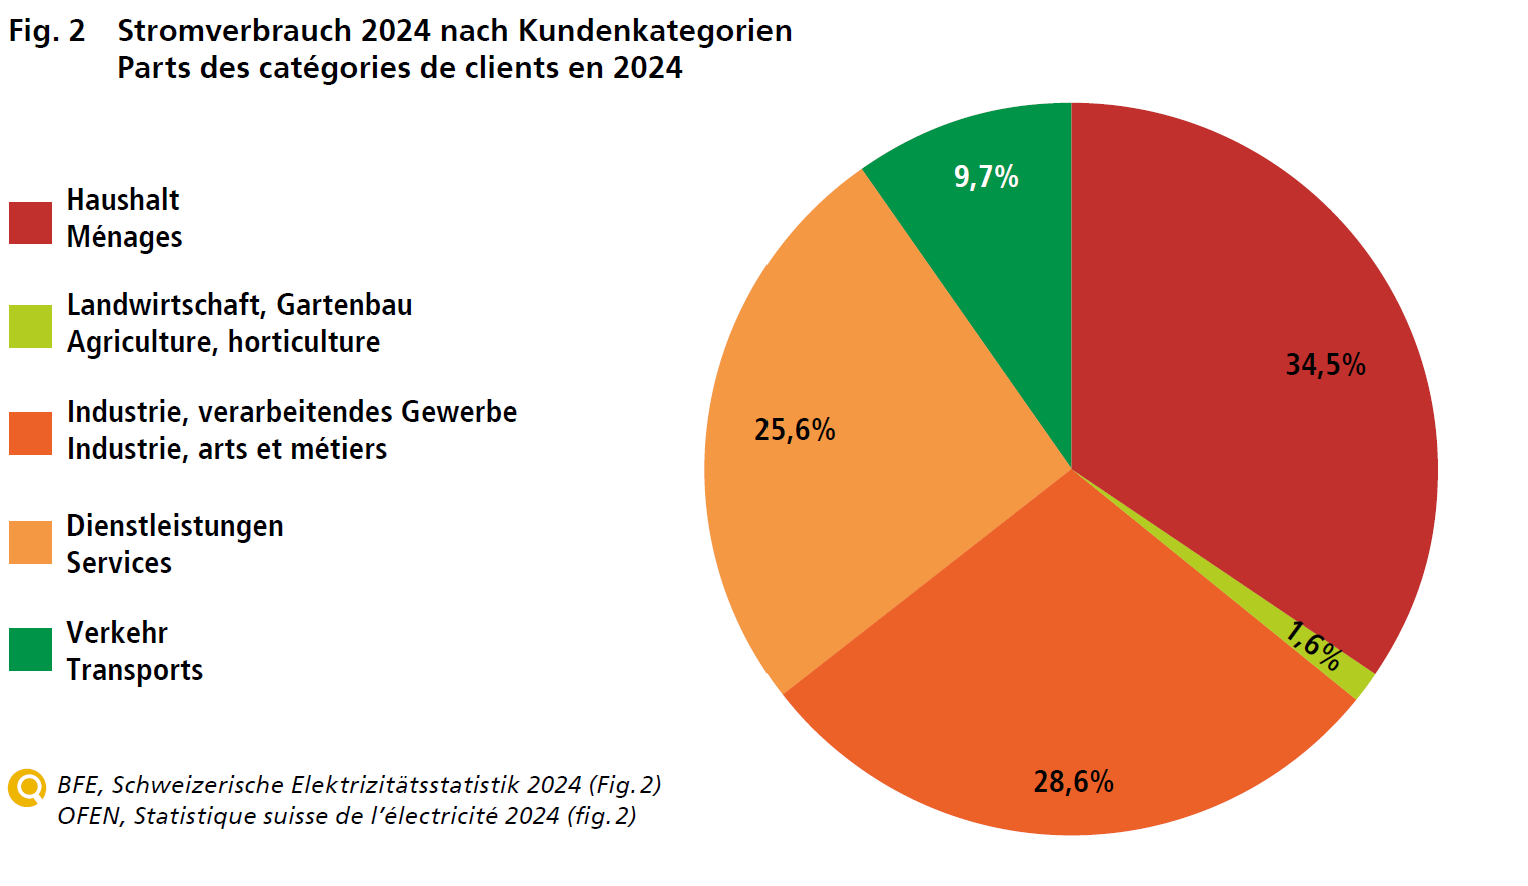 Fig. 2 Stromverbrauch 2024 nach Kundenkategorien
Parts des catégories de clients en 2024
Haushalt
Ménages
Landwirtschaft, Gartenbau
Agriculture, horticulture
Industrie, verarbeitendes Gewerbe
Industrie, arts et métiers
Dienstleistungen
Services
Verkehr
Transports
9,7%
34,5%
25,6%
1,6%
28,6%
BFE, Schweizerische Elektrizitätsstatistik 2024 (Fig. 2)
OFEN, Statistique suisse de l’électricité 2024 (fig. 2)